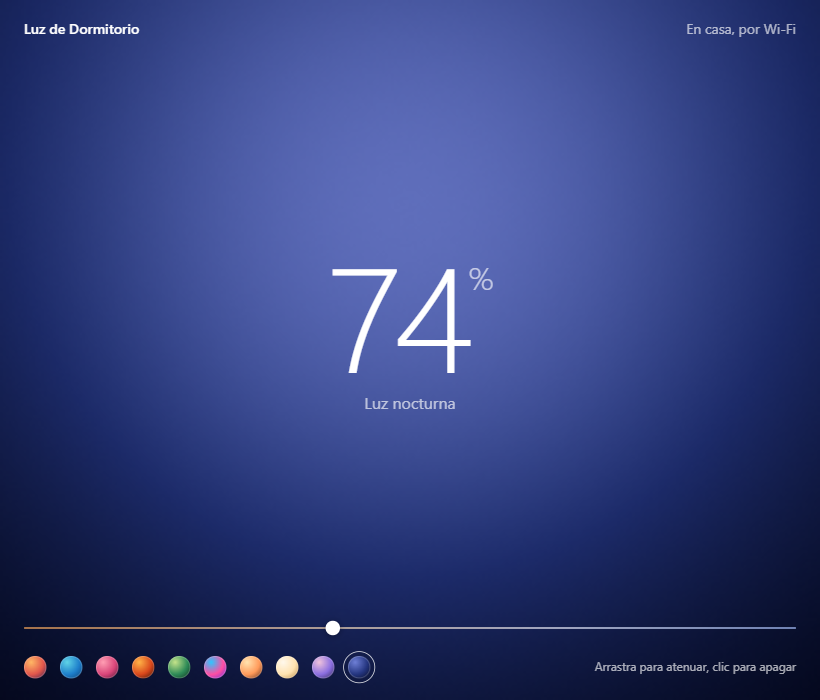 Luz de Dormitorio
En casa, por Wi-Fi
74%
Luz nocturna
Arrastra para atenuar, clic para apagar